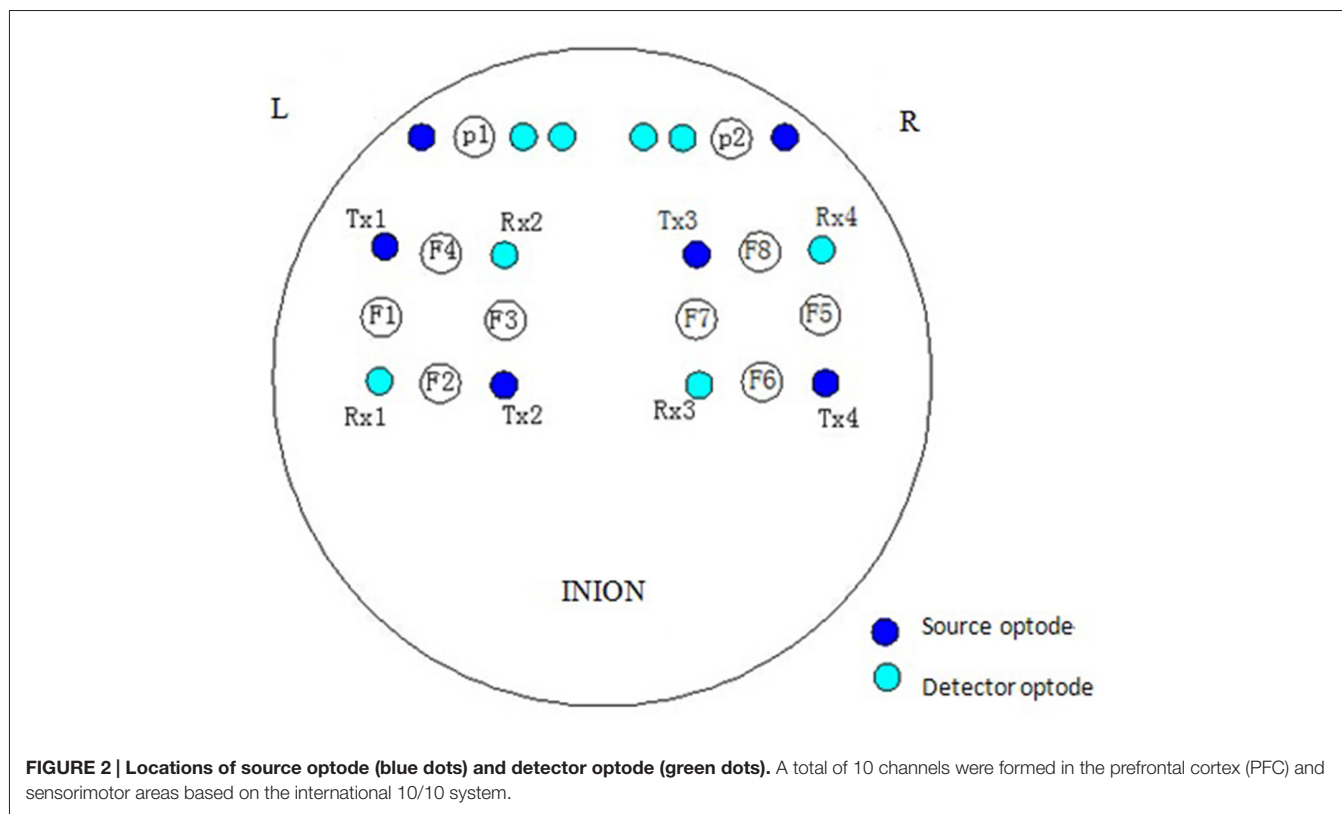 L
R
p1
p2
Tx1
Rx2
Tx3
Rx4
F4
F8
F1
F3
F7
F5
F2
F6
Rx1
Tx2
Rx3
Tx4
INION
Source optode
Detector optode
FIGURE 2 | Locations of source optode (blue dots) and detector optode (green dots). A total of 10 channels were formed in the prefrontal cortex (PFC) and
sensorimotor areas based on the international 10/10 system.